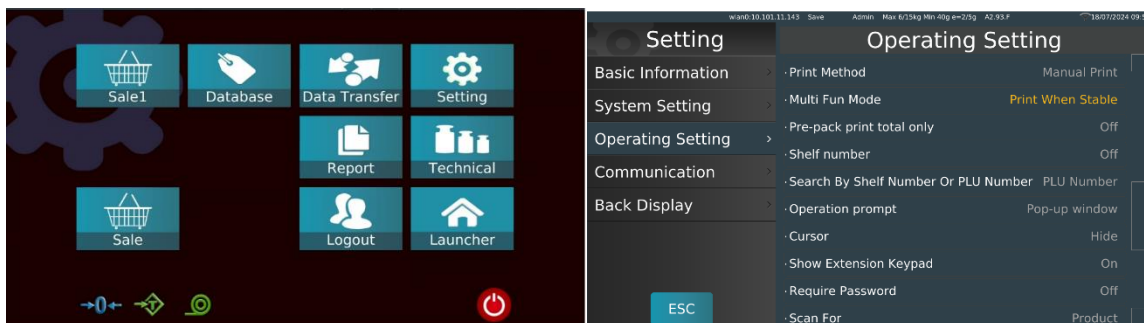 Sale1
Database
Data Transfer
Setting
Report
Technical
Sale
Logout
Launcher
wlan0:10.101.11.143 Save Admin Max 6/15kg Min 40g e=2/5g A2.93.F 18/07/2024 09:5
Setting
Operating Setting
Basic Information
System Setting
Operating Setting
Communication
Back Display
ESC
·Print Method Manual Print
·Multi Fun Mode Print When Stable
·Pre-pack print total only Off
·Shelf number Off
·Search By Shelf Number Or PLU Number PLU Number
·Operation prompt Pop-up window
·Cursor Hide
·Show Extension Keypad On
·Require Password Off
·Scan For Product